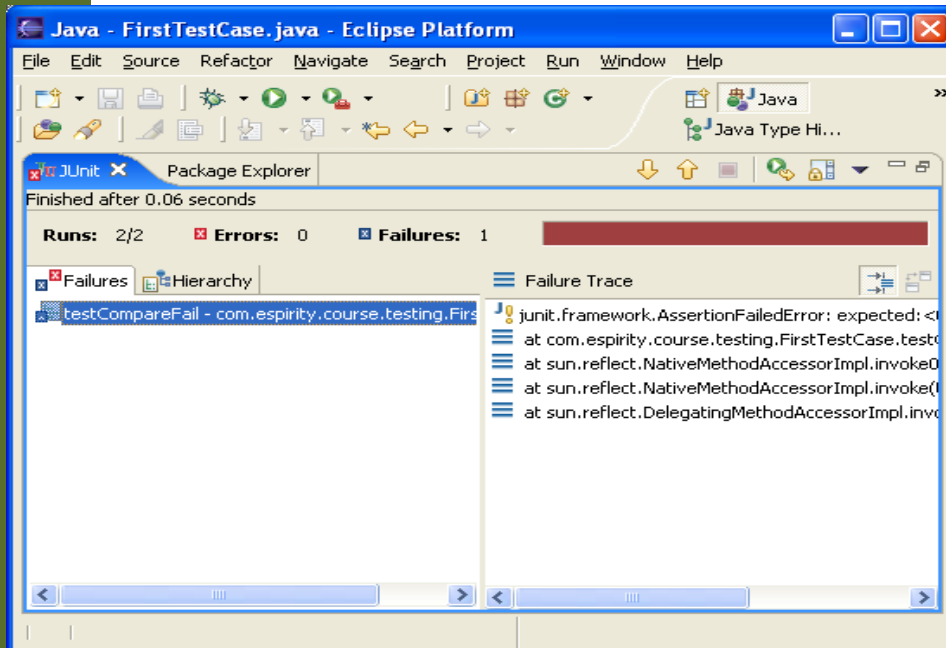 Java - FirstTestCase.java - Eclipse Platform
File Edit Source Refactor Navigate Search Project Run Window Help
Java
Java Type Hi...
JUnit Package Explorer
Finished after 0.06 seconds
Runs: 2/2 Errors: 0 Failures: 1
Failures Hierarchy
Failure Trace
testCompareFail - com.espirity.course.testing.Firs
junit.framework.AssertionFailedError: expected:<
at com.espirity.course.testing.FirstTestCase.test
at sun.reflect.NativeMethodAccessorImpl.invoke0
at sun.reflect.NativeMethodAccessorImpl.invoke(
at sun.reflect.DelegatingMethodAccessorImpl.inv